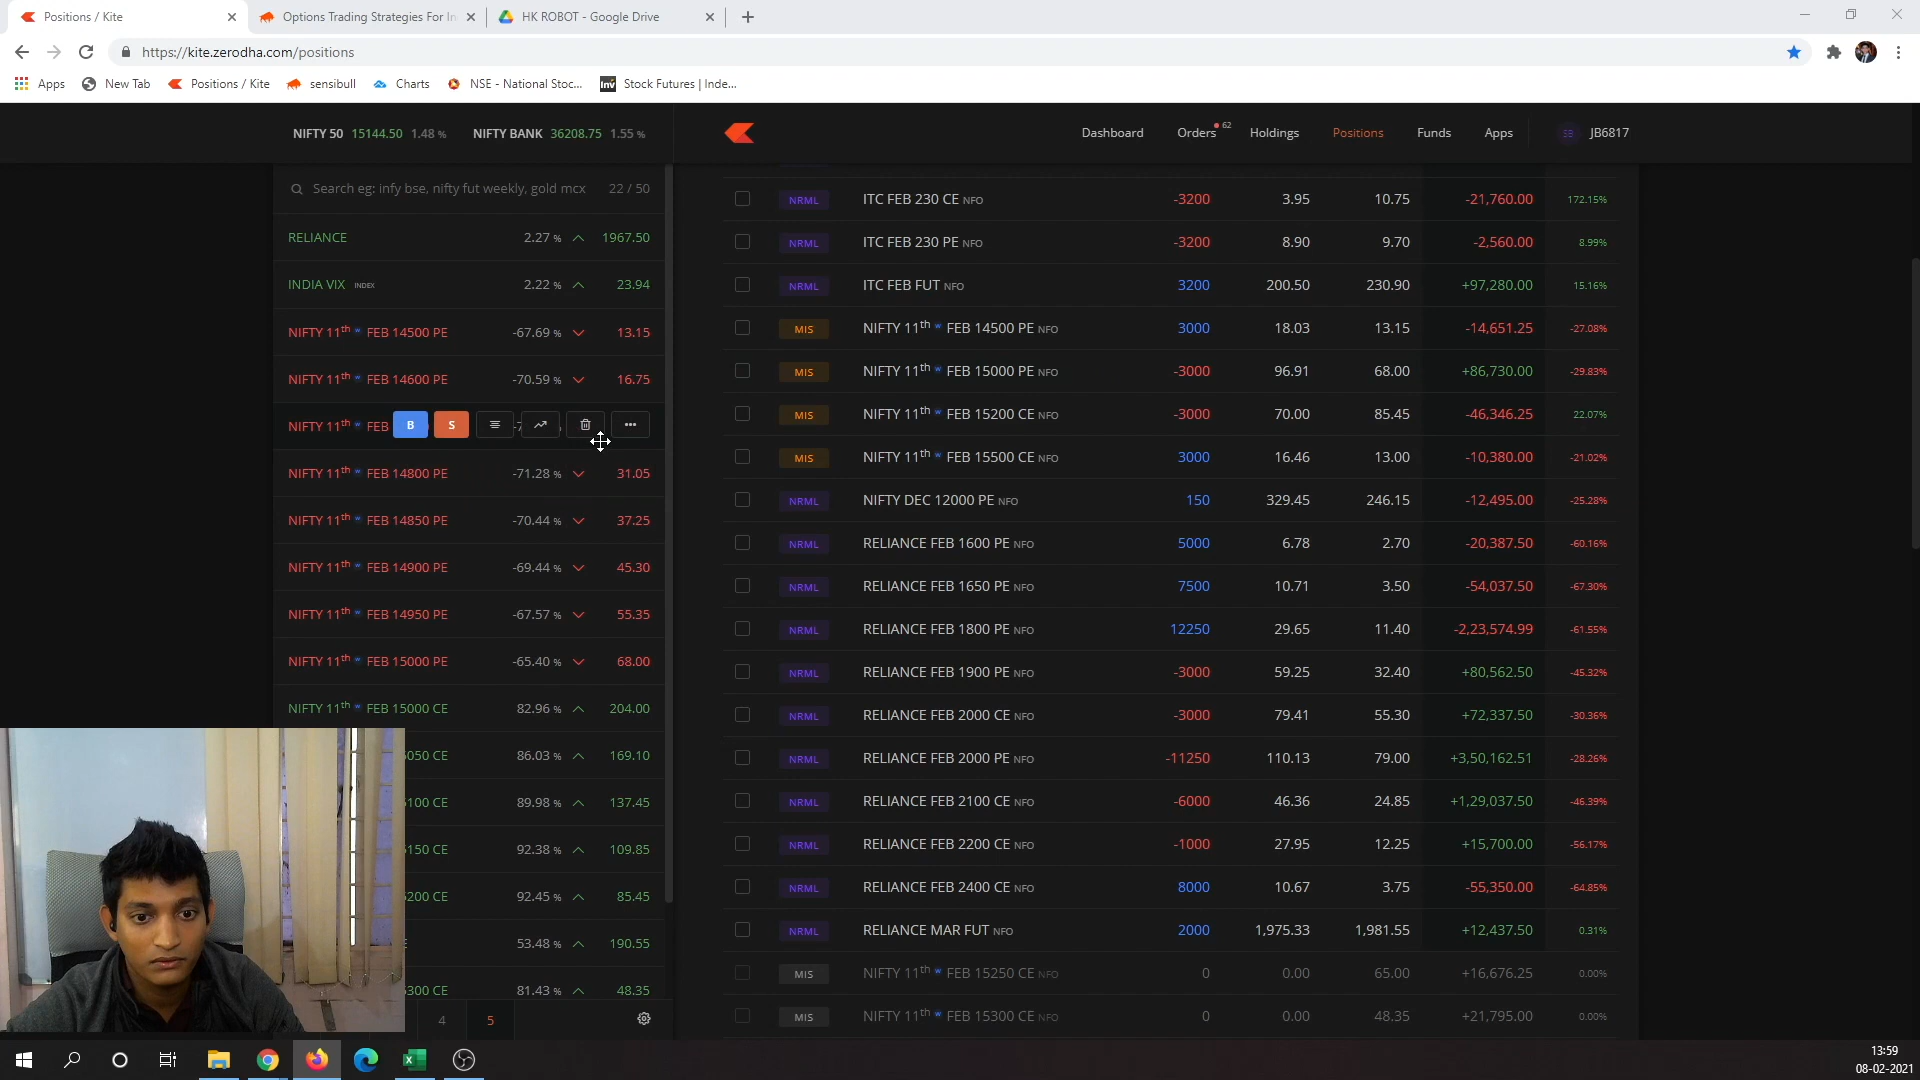 Positions / Kite
Options Trading Strategies For In
HK ROBOT - Google Drive
https://kite.zerodha.com/positions
Apps
New Tab
Positions / Kite
sensibull
Charts
NSE - National Stoc...
Inv
Stock Futures | Inde...
NIFTY 50 15144.50 1.48 %
NIFTY BANK 36208.75 1.55 %
Dashboard
Orders 62
Holdings
Positions
Funds
Apps
SB JB6817
Search eg: infy bse, nifty fut weekly, gold mcx 22 / 50
RELIANCE 2.27 % 1967.50
INDIA VIX INDEX 2.22 % 23.94
NIFTY 11th w FEB 14500 PE -67.69 % 13.15
NIFTY 11th w FEB 14600 PE -70.59 % 16.75
NIFTY 11th w FEB B S
NIFTY 11th w FEB 14800 PE -71.28 % 31.05
NIFTY 11th w FEB 14850 PE -70.44 % 37.25
NIFTY 11th w FEB 14900 PE -69.44 % 45.30
NIFTY 11th w FEB 14950 PE -67.57 % 55.35
NIFTY 11th w FEB 15000 PE -65.40 % 68.00
NIFTY 11th w FEB 15000 CE 82.96 % 204.00
050 CE 86.03 % 169.10
100 CE 89.98 % 137.45
150 CE 92.38 % 109.85
200 CE 92.45 % 85.45
E 53.48 % 190.55
300 CE 81.43 % 48.35
4 5
NRML ITC FEB 230 CE NFO -3200 3.95 10.75 -21,760.00 172.15%
NRML ITC FEB 230 PE NFO -3200 8.90 9.70 -2,560.00 8.99%
NRML ITC FEB FUT NFO 3200 200.50 230.90 +97,280.00 15.16%
MIS NIFTY 11th w FEB 14500 PE NFO 3000 18.03 13.15 -14,651.25 -27.08%
MIS NIFTY 11th w FEB 15000 PE NFO -3000 96.91 68.00 +86,730.00 -29.83%
MIS NIFTY 11th w FEB 15200 CE NFO -3000 70.00 85.45 -46,346.25 22.07%
MIS NIFTY 11th w FEB 15500 CE NFO 3000 16.46 13.00 -10,380.00 -21.02%
NRML NIFTY DEC 12000 PE NFO 150 329.45 246.15 -12,495.00 -25.28%
NRML RELIANCE FEB 1600 PE NFO 5000 6.78 2.70 -20,387.50 -60.16%
NRML RELIANCE FEB 1650 PE NFO 7500 10.71 3.50 -54,037.50 -67.30%
NRML RELIANCE FEB 1800 PE NFO 12250 29.65 11.40 -2,23,574.99 -61.55%
NRML RELIANCE FEB 1900 PE NFO -3000 59.25 32.40 +80,562.50 -45.32%
NRML RELIANCE FEB 2000 CE NFO -3000 79.41 55.30 +72,337.50 -30.36%
NRML RELIANCE FEB 2000 PE NFO -11250 110.13 79.00 +3,50,162.51 -28.26%
NRML RELIANCE FEB 2100 CE NFO -6000 46.36 24.85 +1,29,037.50 -46.39%
NRML RELIANCE FEB 2200 CE NFO -1000 27.95 12.25 +15,700.00 -56.17%
NRML RELIANCE FEB 2400 CE NFO 8000 10.67 3.75 -55,350.00 -64.85%
NRML RELIANCE MAR FUT NFO 2000 1,975.33 1,981.55 +12,437.50 0.31%
MIS NIFTY 11th w FEB 15250 CE NFO 0 0.00 65.00 +16,676.25 0.00%
MIS NIFTY 11th w FEB 15300 CE NFO 0 0.00 48.35 +21,795.00 0.00%
13:59
08-02-2021